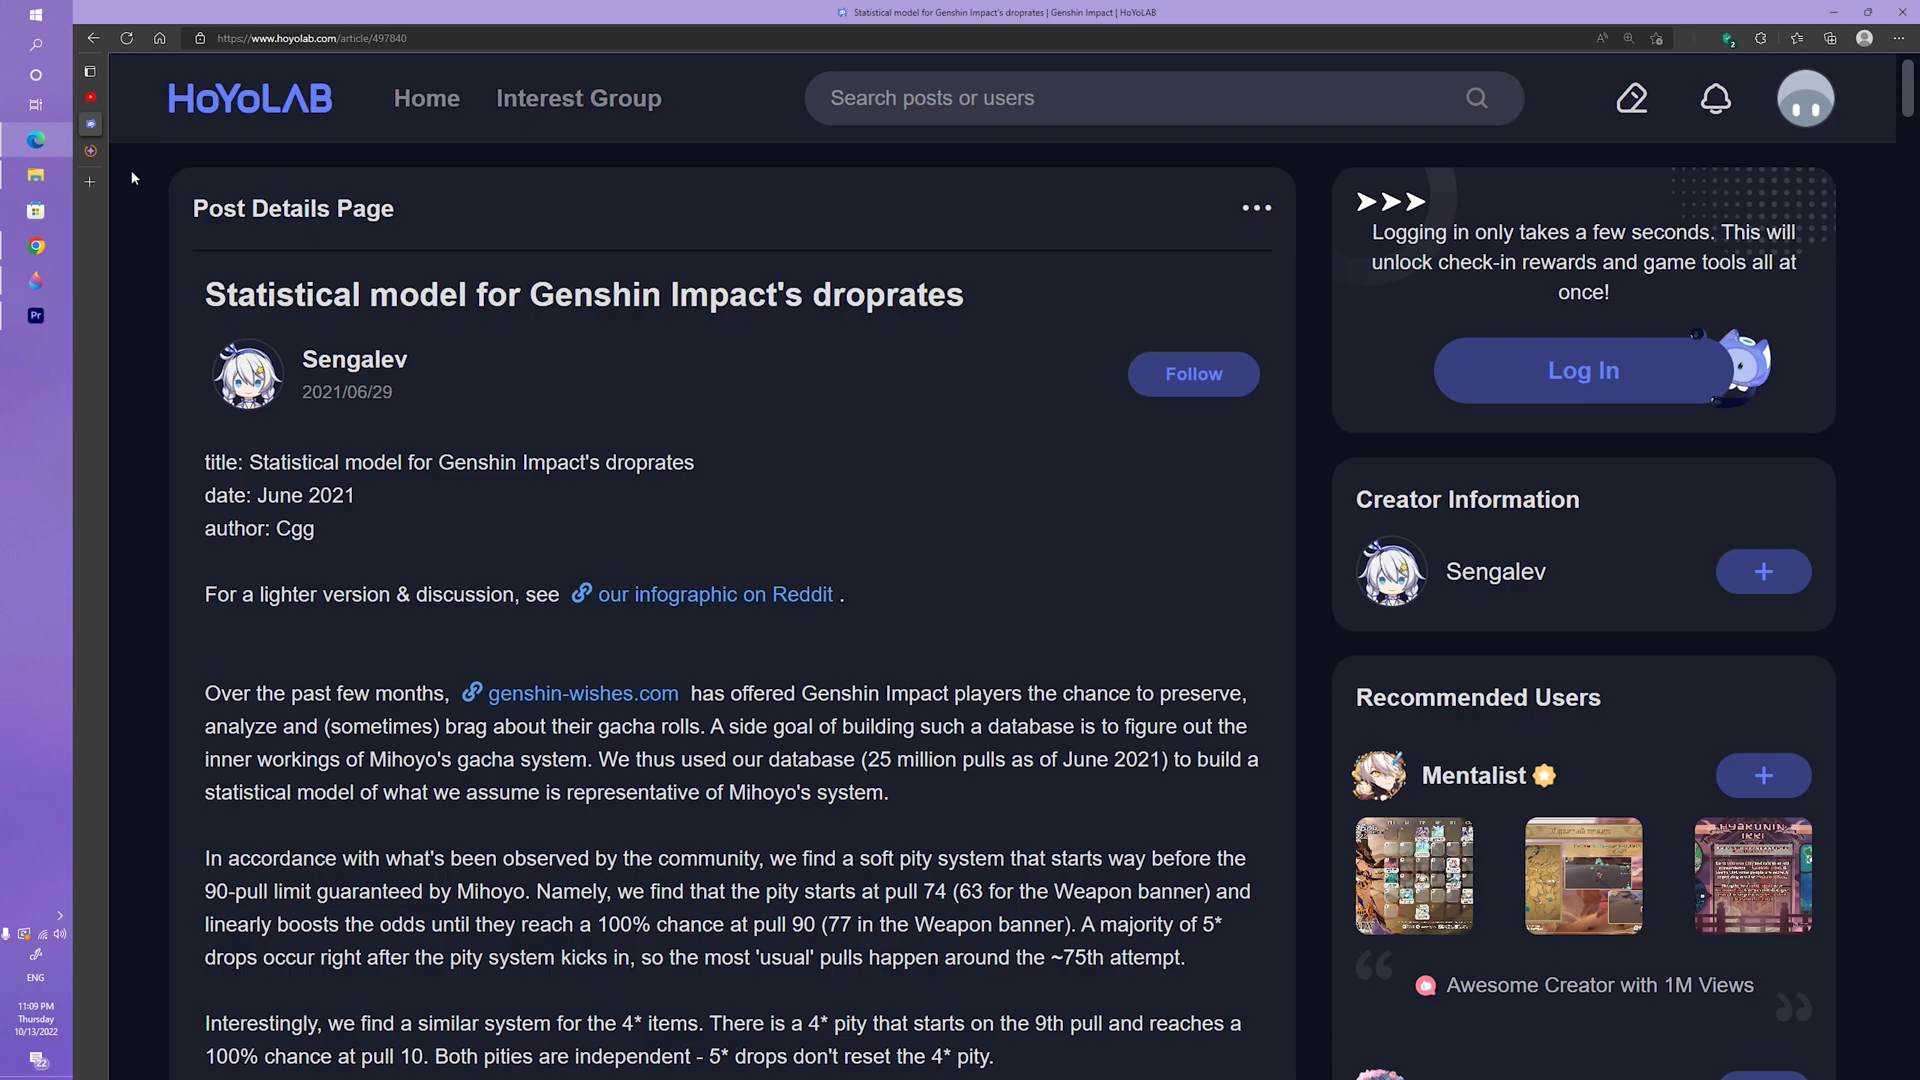 Statistical model for Genshin Impact's droprates | Genshin Impact | HoYoLAB
https://www.hoyolab.com/article/497840
2
HoYoLAB
Home
Interest Group
Search posts or users
Post Details Page
Statistical model for Genshin Impact's droprates
Sengalev
2021/06/29
Follow
title: Statistical model for Genshin Impact's droprates
date: June 2021
author: Cgg
For a lighter version & discussion, see our infographic on Reddit .
Over the past few months, genshin-wishes.com has offered Genshin Impact players the chance to preserve,
analyze and (sometimes) brag about their gacha rolls. A side goal of building such a database is to figure out the
inner workings of Mihoyo's gacha system. We thus used our database (25 million pulls as of June 2021) to build a
statistical model of what we assume is representative of Mihoyo's system.
In accordance with what's been observed by the community, we find a soft pity system that starts way before the
90-pull limit guaranteed by Mihoyo. Namely, we find that the pity starts at pull 74 (63 for the Weapon banner) and
linearly boosts the odds until they reach a 100% chance at pull 90 (77 in the Weapon banner). A majority of 5*
drops occur right after the pity system kicks in, so the most 'usual' pulls happen around the ~75th attempt.
Interestingly, we find a similar system for the 4* items. There is a 4* pity that starts on the 9th pull and reaches a
100% chance at pull 10. Both pities are independent - 5* drops don't reset the 4* pity.
Logging in only takes a few seconds. This will
unlock check-in rewards and game tools all at
once!
Log In
Creator Information
Sengalev
Recommended Users
Mentalist
HYAKUNIN
IKKI
Awesome Creator with 1M Views
Pr
ENG
11:09 PM
Thursday
10/13/2022
22